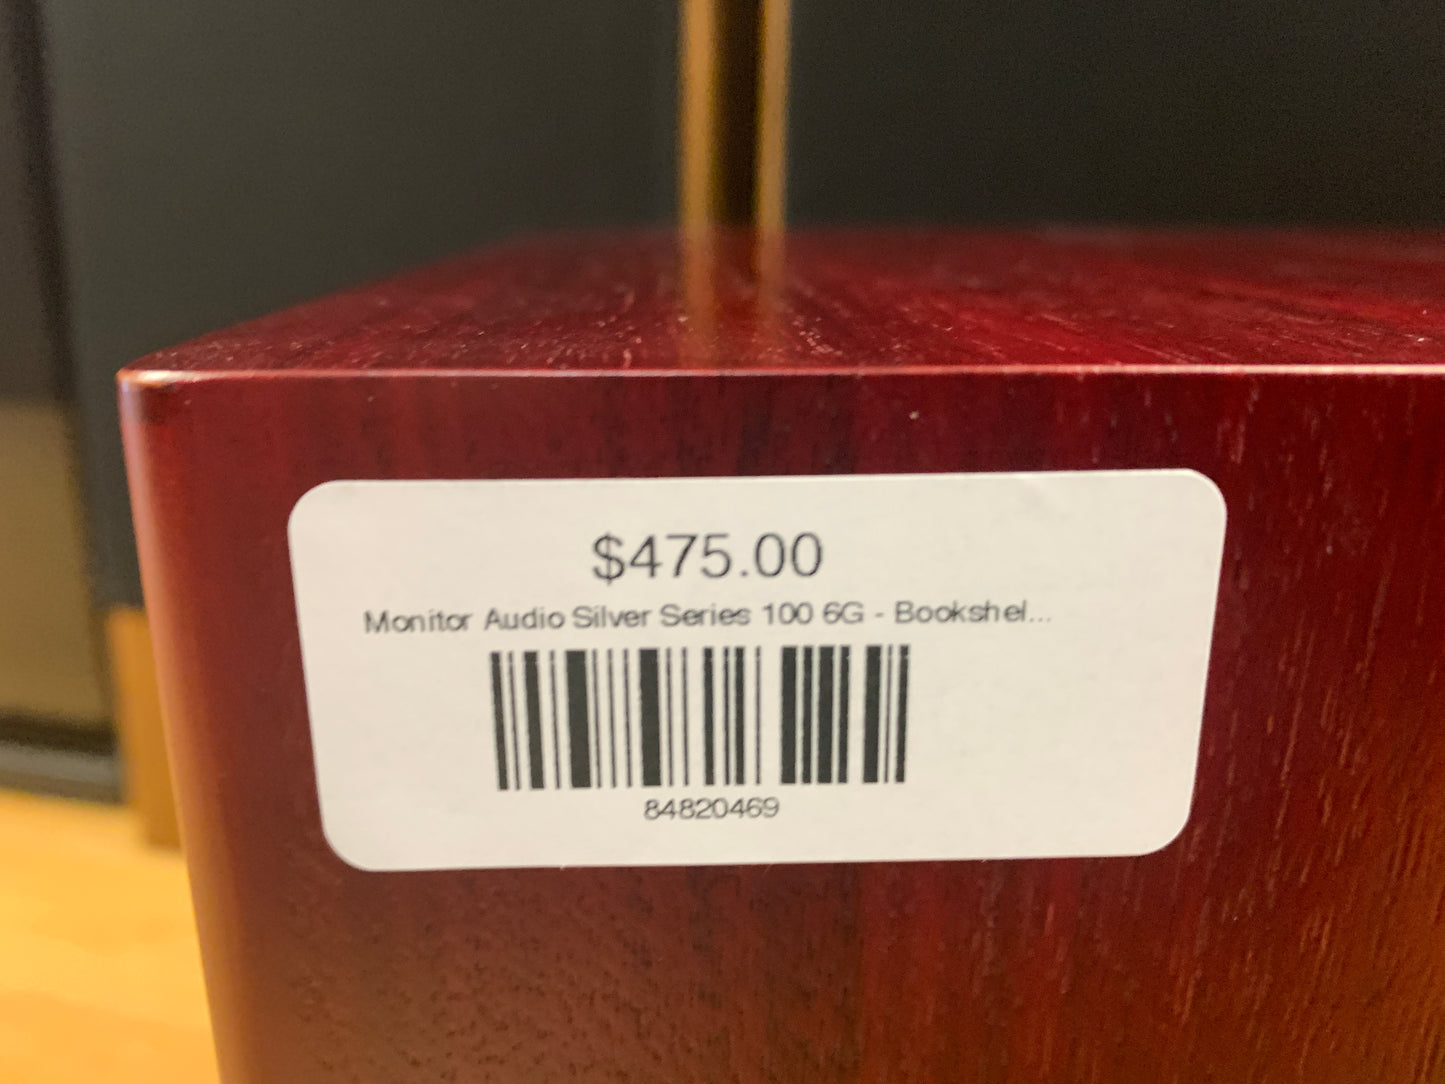 $475.00
Monitor Audio Silver Series 100 6G - Bookshel...
84820469